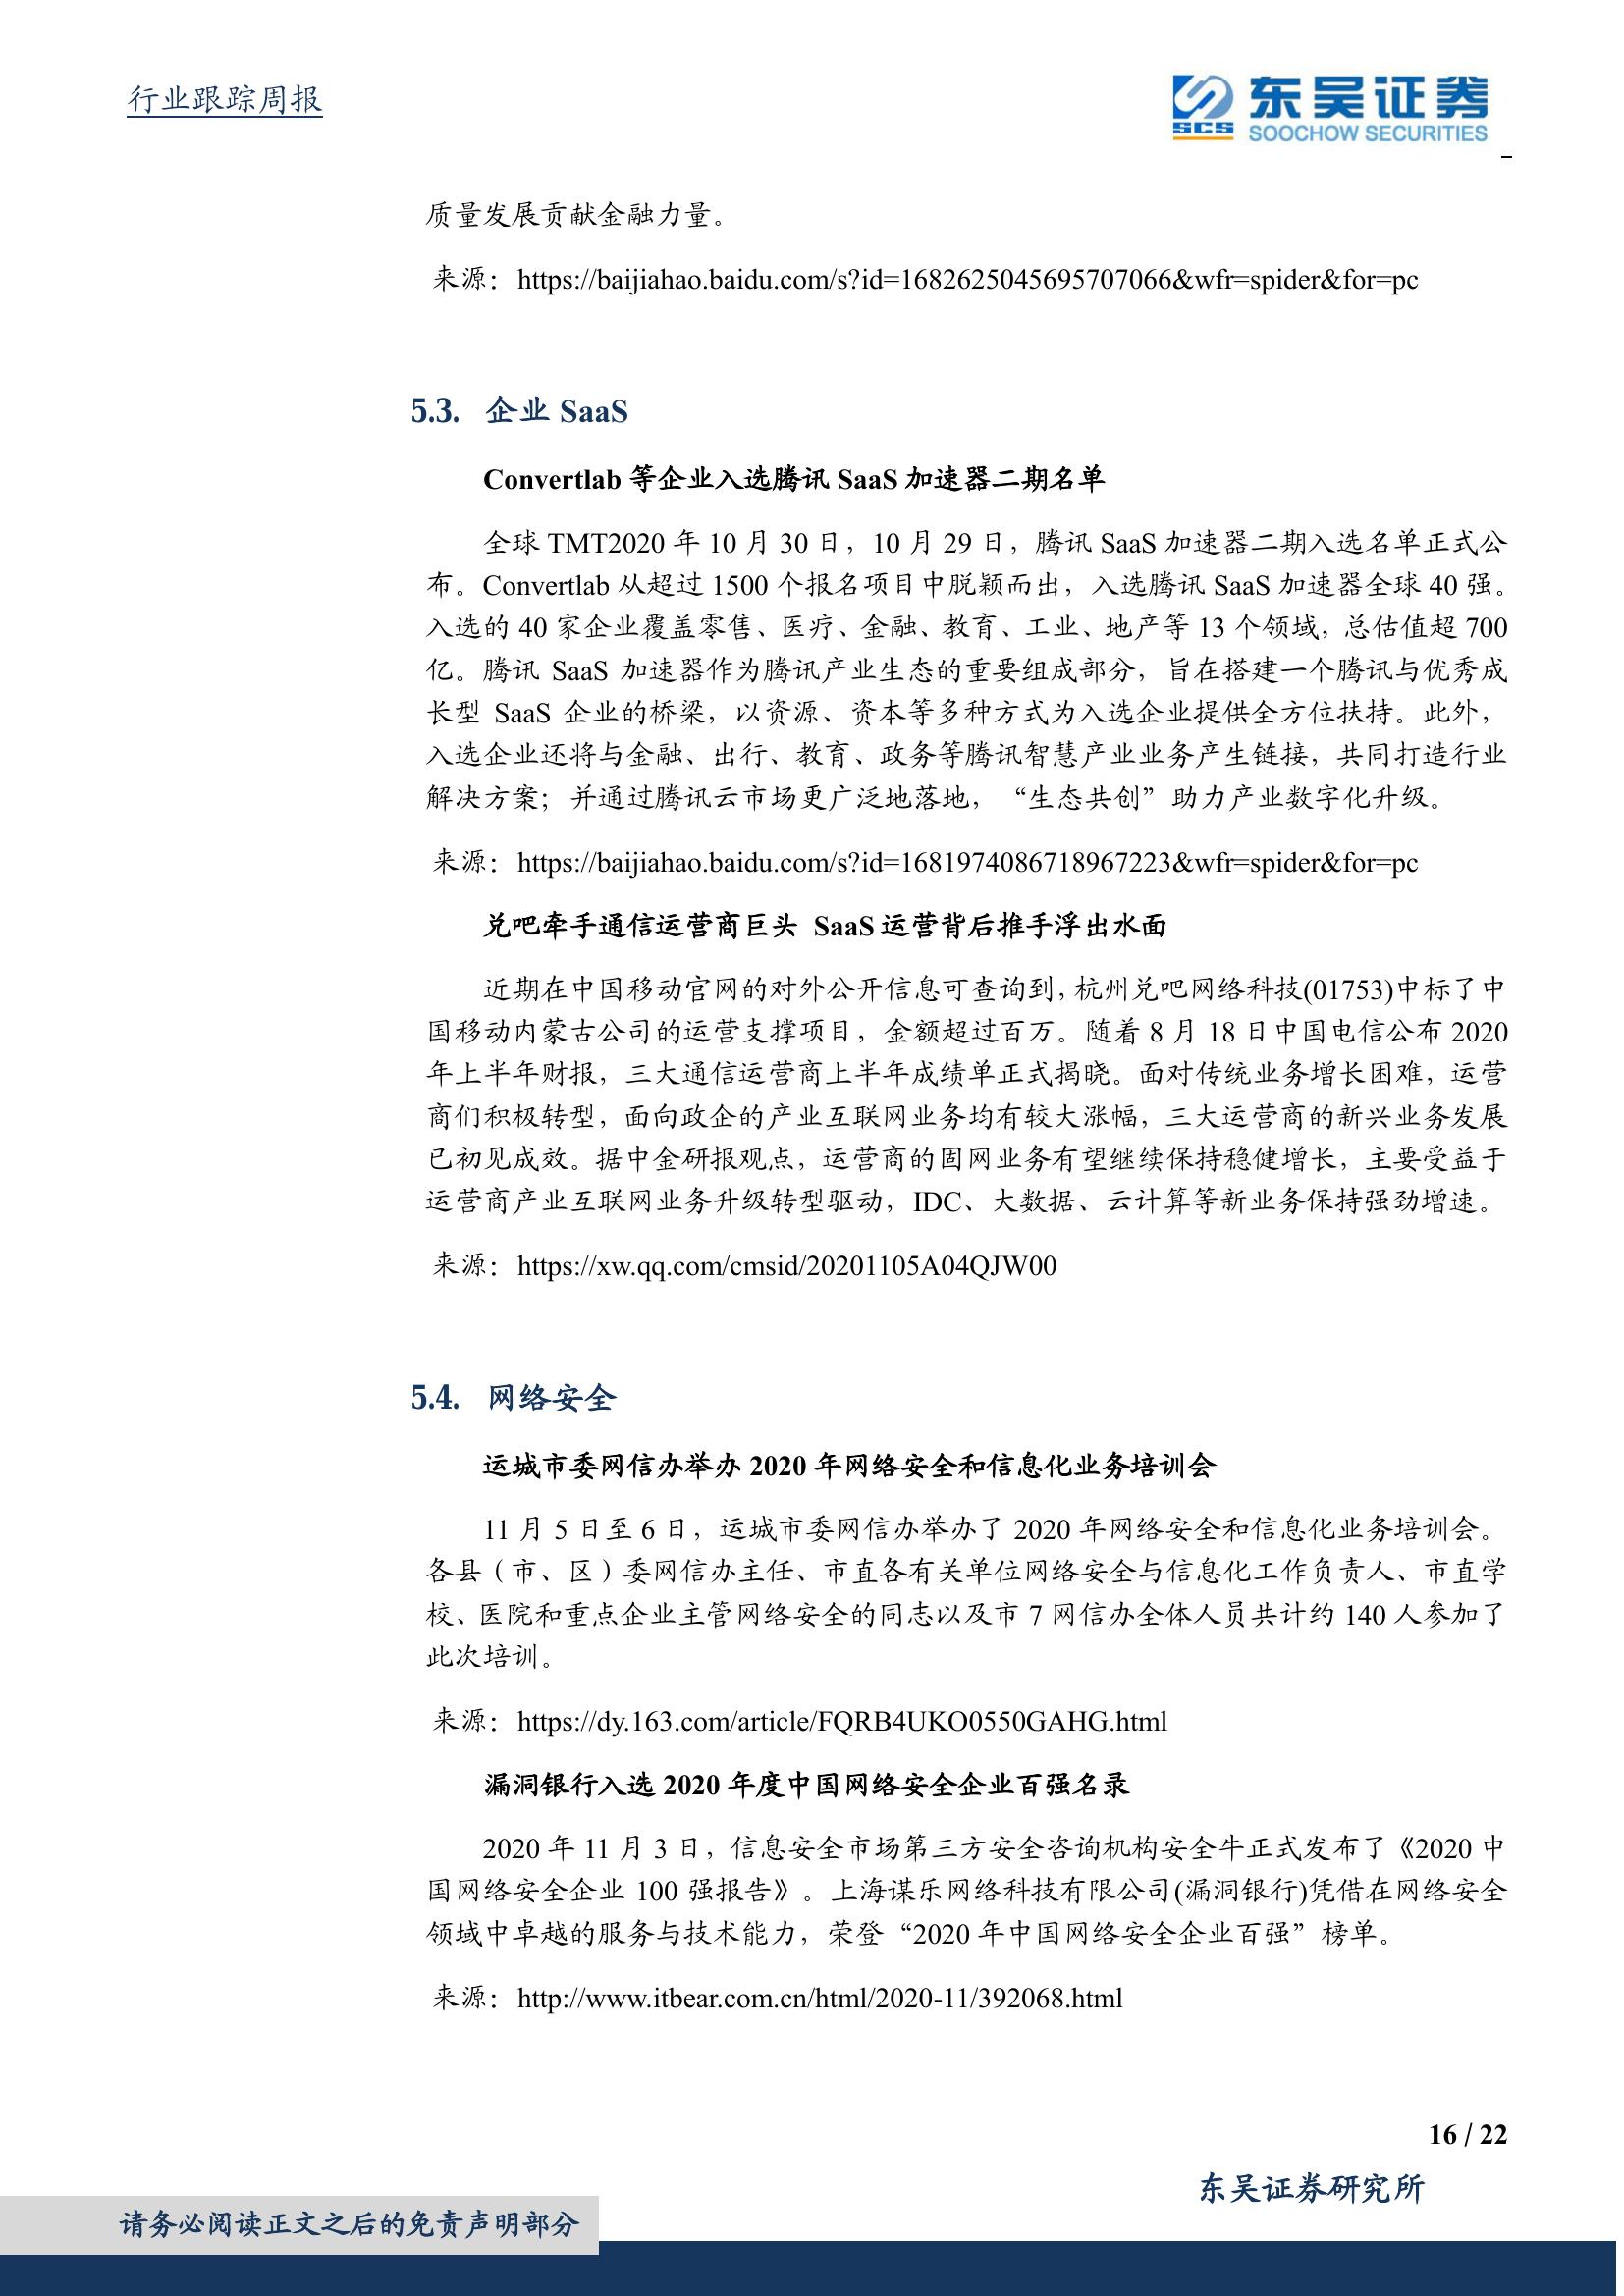 行业跟踪周报
SCS 东吴证券
SOOCHOW SECURITIES
质量发展贡献金融力量。
来源：https://baijiahao.baidu.com/s?id=1682625045695707066&wfr=spider&for=pc
5.3. 企业 SaaS
Convertlab 等企业入选腾讯 SaaS 加速器二期名单
全球 TMT2020 年 10 月 30 日，10 月 29 日，腾讯 SaaS 加速器二期入选名单正式公
布。Convertlab 从超过 1500 个报名项目中脱颖而出，入选腾讯 SaaS 加速器全球 40 强。
入选的 40 家企业覆盖零售、医疗、金融、教育、工业、地产等 13 个领域，总估值超 700
亿。腾讯 SaaS 加速器作为腾讯产业生态的重要组成部分，旨在搭建一个腾讯与优秀成
长型 SaaS 企业的桥梁，以资源、资本等多种方式为入选企业提供全方位扶持。此外，
入选企业还将与金融、出行、教育、政务等腾讯智慧产业业务产生链接，共同打造行业
解决方案；并通过腾讯云市场更广泛地落地，“生态共创”助力产业数字化升级。
来源：https://baijiahao.baidu.com/s?id=1681974086718967223&wfr=spider&for=pc
兑吧牵手通信运营商巨头 SaaS 运营背后推手浮出水面
近期在中国移动官网的对外公开信息可查询到，杭州兑吧网络科技(01753)中标了中
国移动内蒙古公司的运营支撑项目，金额超过百万。随着 8 月 18 日中国电信公布 2020
年上半年财报，三大通信运营商上半年成绩单正式揭晓。面对传统业务增长困难，运营
商们积极转型，面向政企的产业互联网业务均有较大涨幅，三大运营商的新兴业务发展
已初见成效。据中金研报观点，运营商的固网业务有望继续保持稳健增长，主要受益于
运营商产业互联网业务升级转型驱动，IDC、大数据、云计算等新业务保持强劲增速。
来源：https://xw.qq.com/cmsid/20201105A04QJW00
5.4. 网络安全
运城市委网信办举办 2020 年网络安全和信息化业务培训会
11 月 5 日至 6 日，运城市委网信办举办了 2020 年网络安全和信息化业务培训会。
各县（市、区）委网信办主任、市直各有关单位网络安全与信息化工作负责人、市直学
校、医院和重点企业主管网络安全的同志以及市 7 网信办全体人员共计约 140 人参加了
此次培训。
来源：https://dy.163.com/article/FQRB4UKO0550GAHG.html
漏洞银行入选 2020 年度中国网络安全企业百强名录
2020 年 11 月 3 日，信息安全市场第三方安全咨询机构安全牛正式发布了《2020 中
国网络安全企业 100 强报告》。上海谋乐网络科技有限公司(漏洞银行)凭借在网络安全
领域中卓越的服务与技术能力，荣登“2020 年中国网络安全企业百强”榜单。
来源：http://www.itbear.com.cn/html/2020-11/392068.html
16 / 22
东吴证券研究所
请务必阅读正文之后的免责声明部分